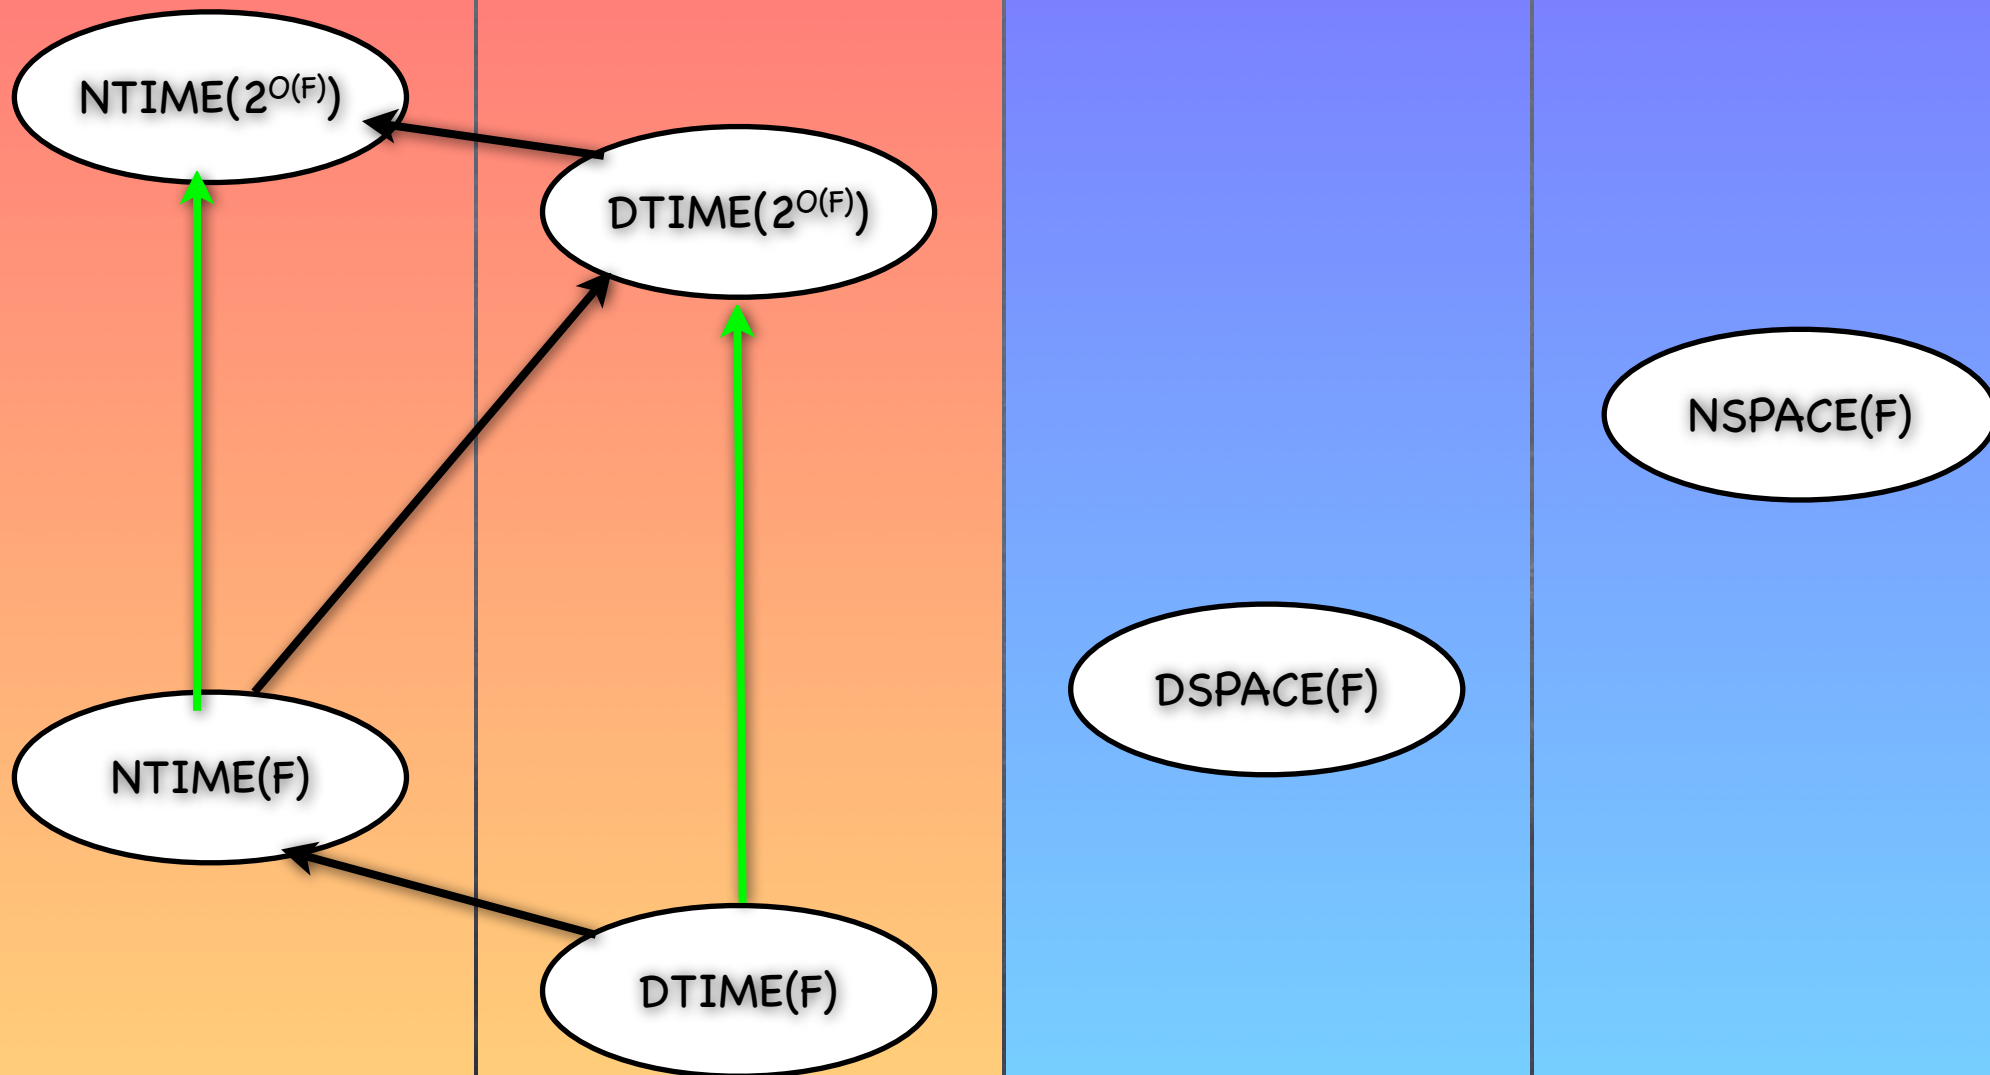 NTIME(2^O(F))
DTIME(2^O(F))
NSPACE(F)
DSPACE(F)
NTIME(F)
DTIME(F)